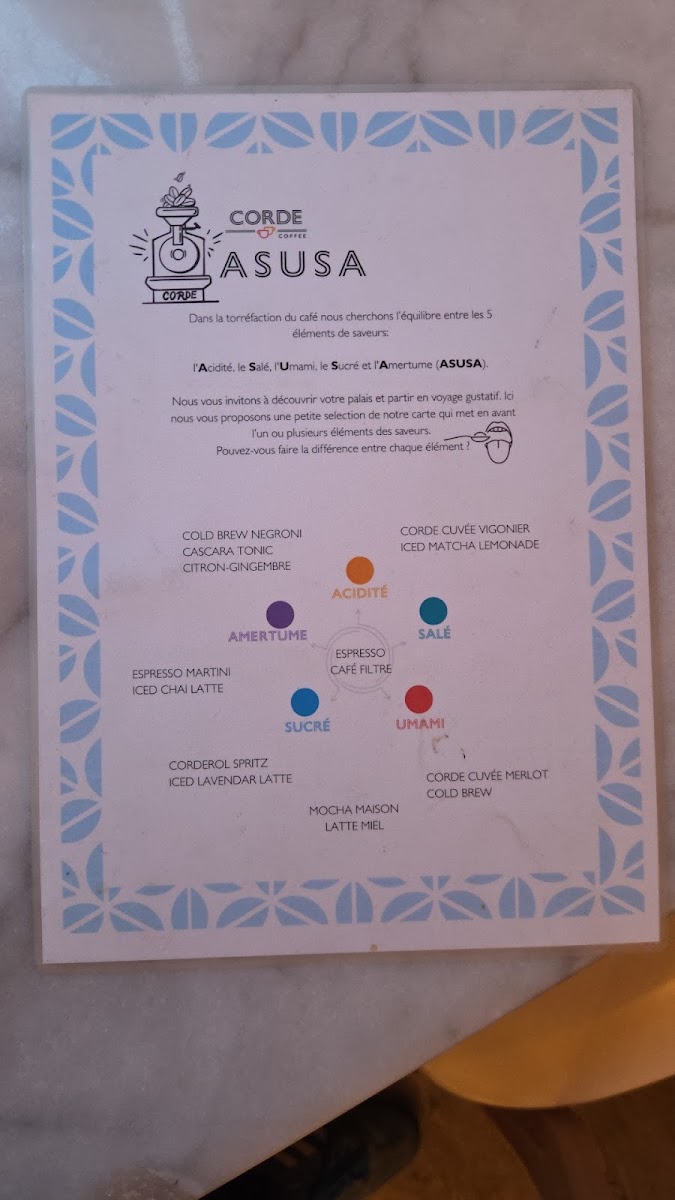 CORDE
COFFEE
ASUSA
CORDE
Dans la torréfaction du café nous cherchons l'équilibre entre les 5
éléments de saveurs:
l'Acidité, le Salé, l'Umami, le Sucré et l'Amertume (ASUSA).
Nous vous invitons à découvrir votre palais et partir en voyage gustatif. Ici
nous vous proposons une petite selection de notre carte qui met en avant
l'un ou plusieurs éléments des saveurs.
Pouvez-vous faire la différence entre chaque élément ?
COLD BREW NEGRONI
CASCARA TONIC
CITRON-GINGEMBRE
CORDE CUVÉE VIGONIER
ICED MATCHA LEMONADE
ACIDITÉ
AMERTUME
SALÉ
ESPRESSO
CAFÉ FILTRE
ESPRESSO MARTINI
ICED CHAI LATTE
SUCRÉ
UMAMI
CORDEROL SPRITZ
ICED LAVENDAR LATTE
CORDE CUVÉE MERLOT
COLD BREW
MOCHA MAISON
LATTE MIEL